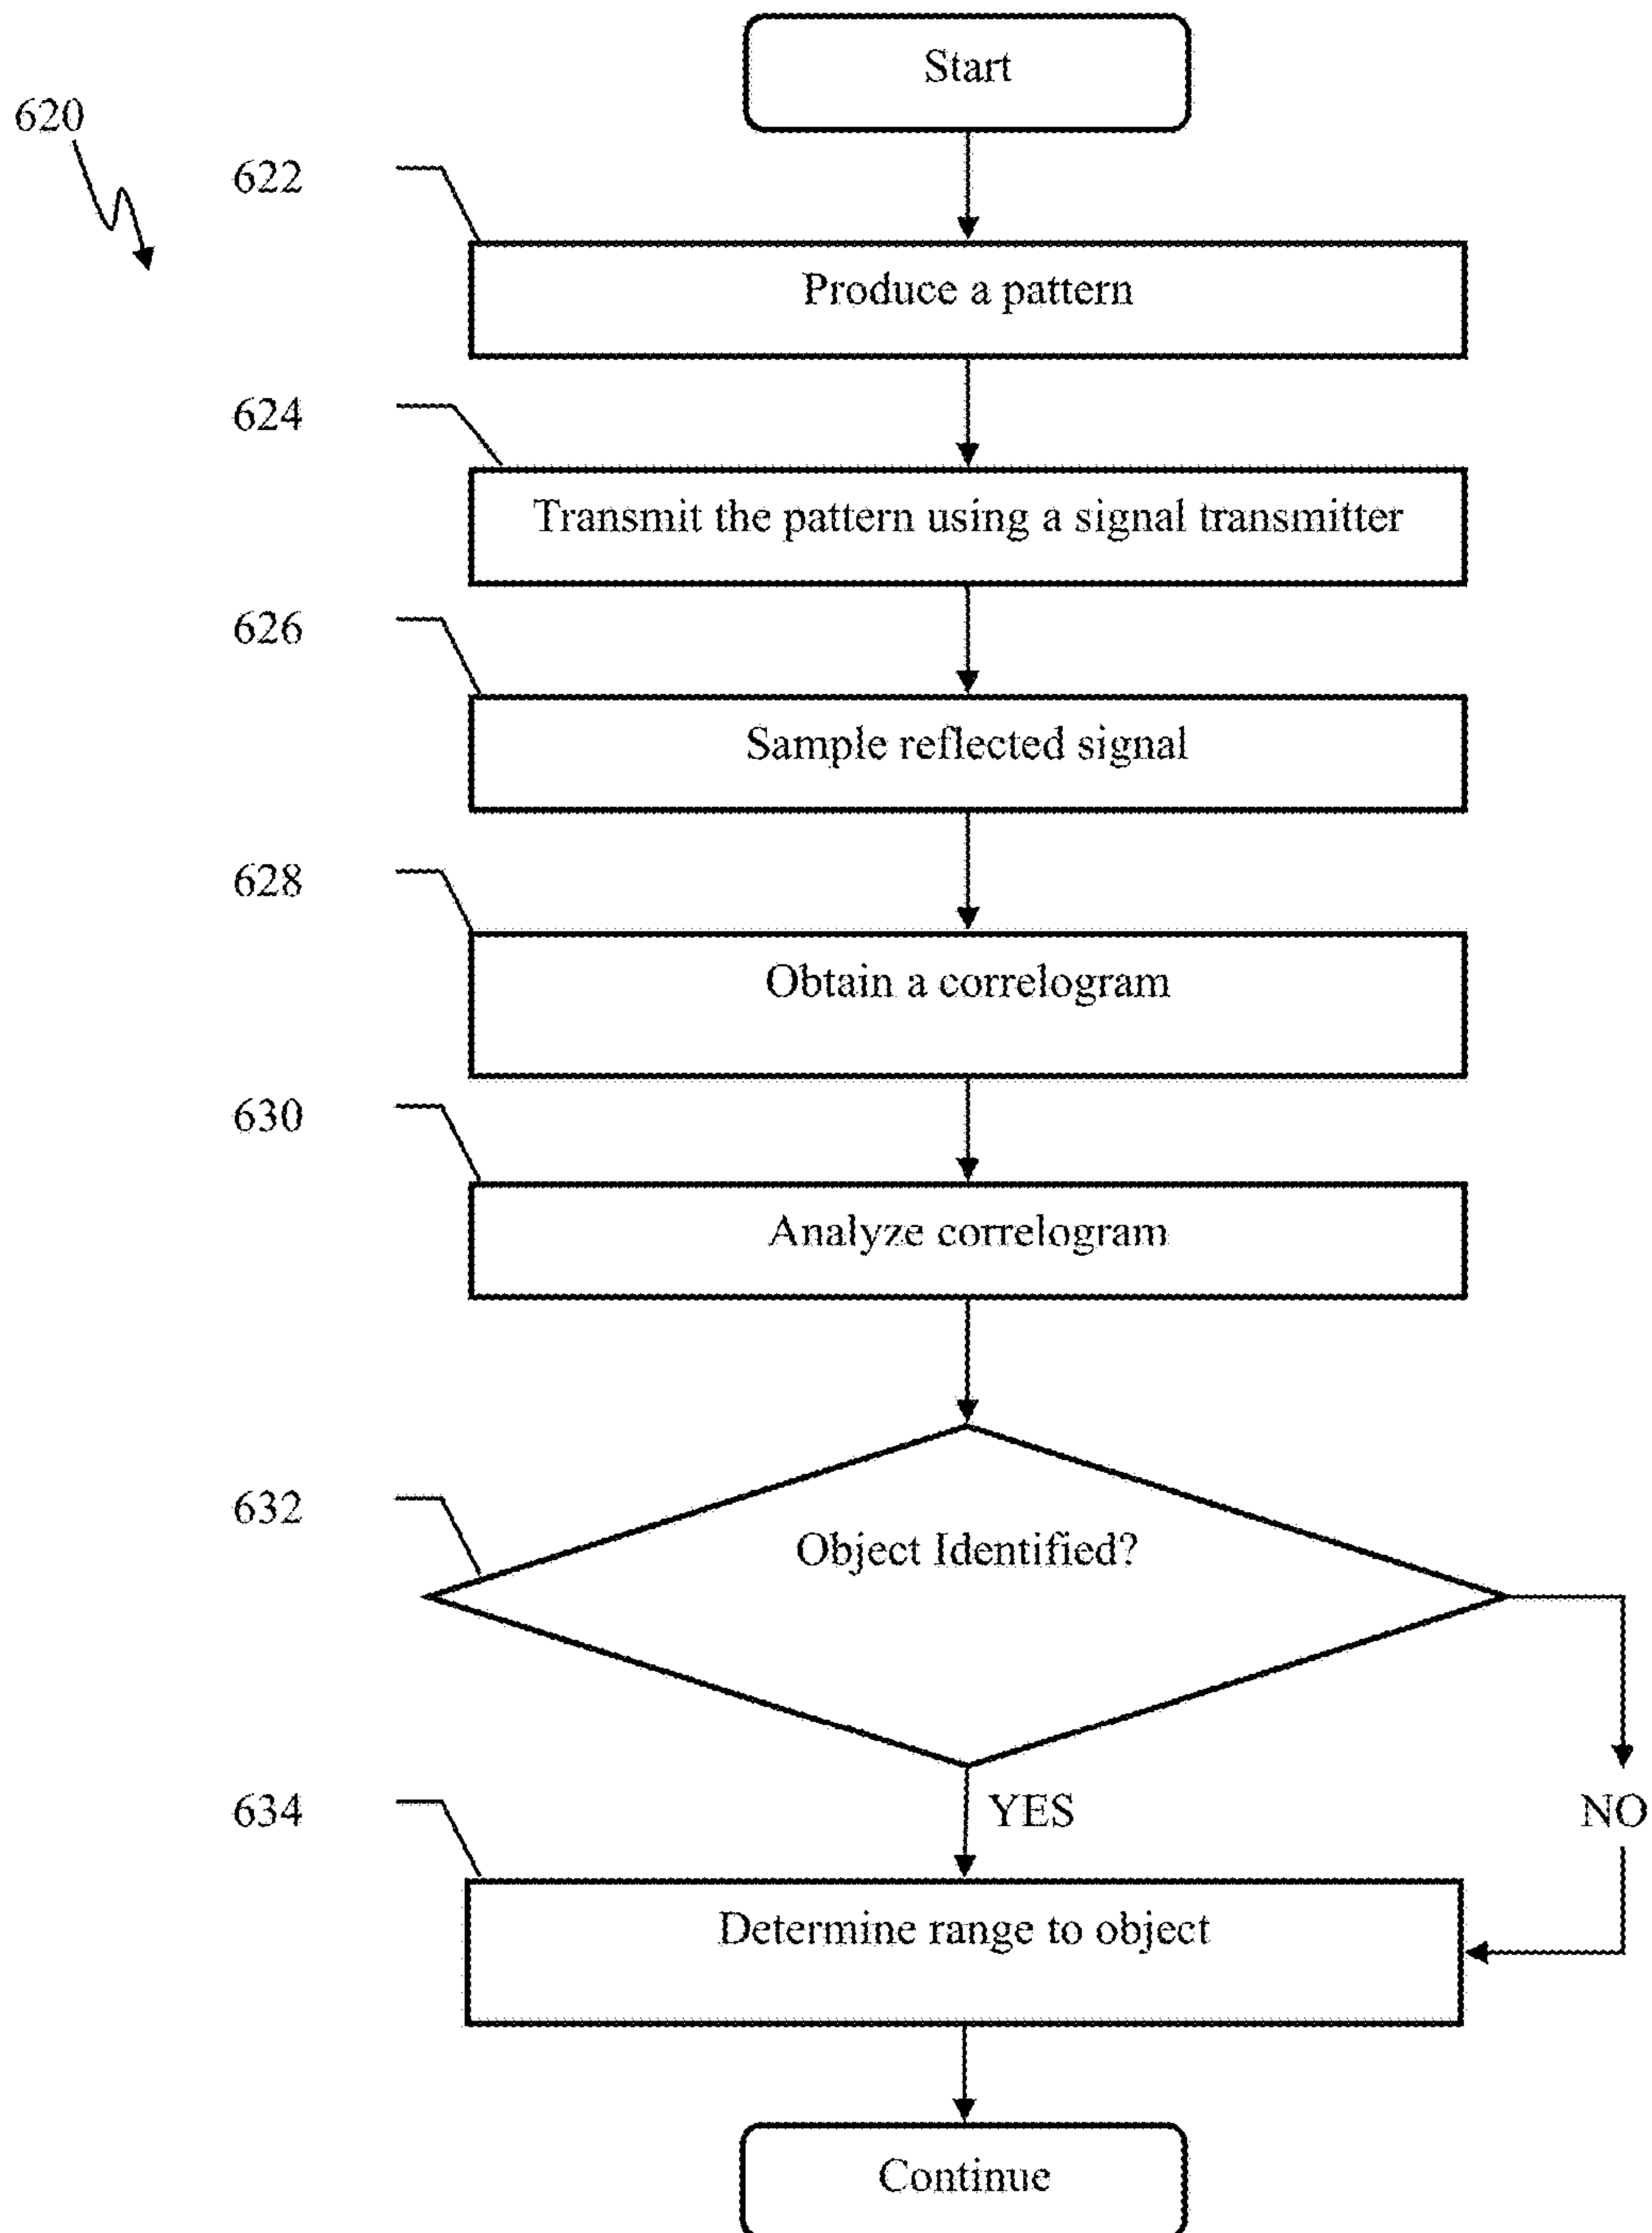 Start
620
622
Produce a pattern
624
Transmit the pattern using a signal transmitter
626
Sample reflected signal
628
Obtain a correlogram
630
Analyze correlogram
632
Object Identified?
634
YES
NO
Determine range to object
Continue